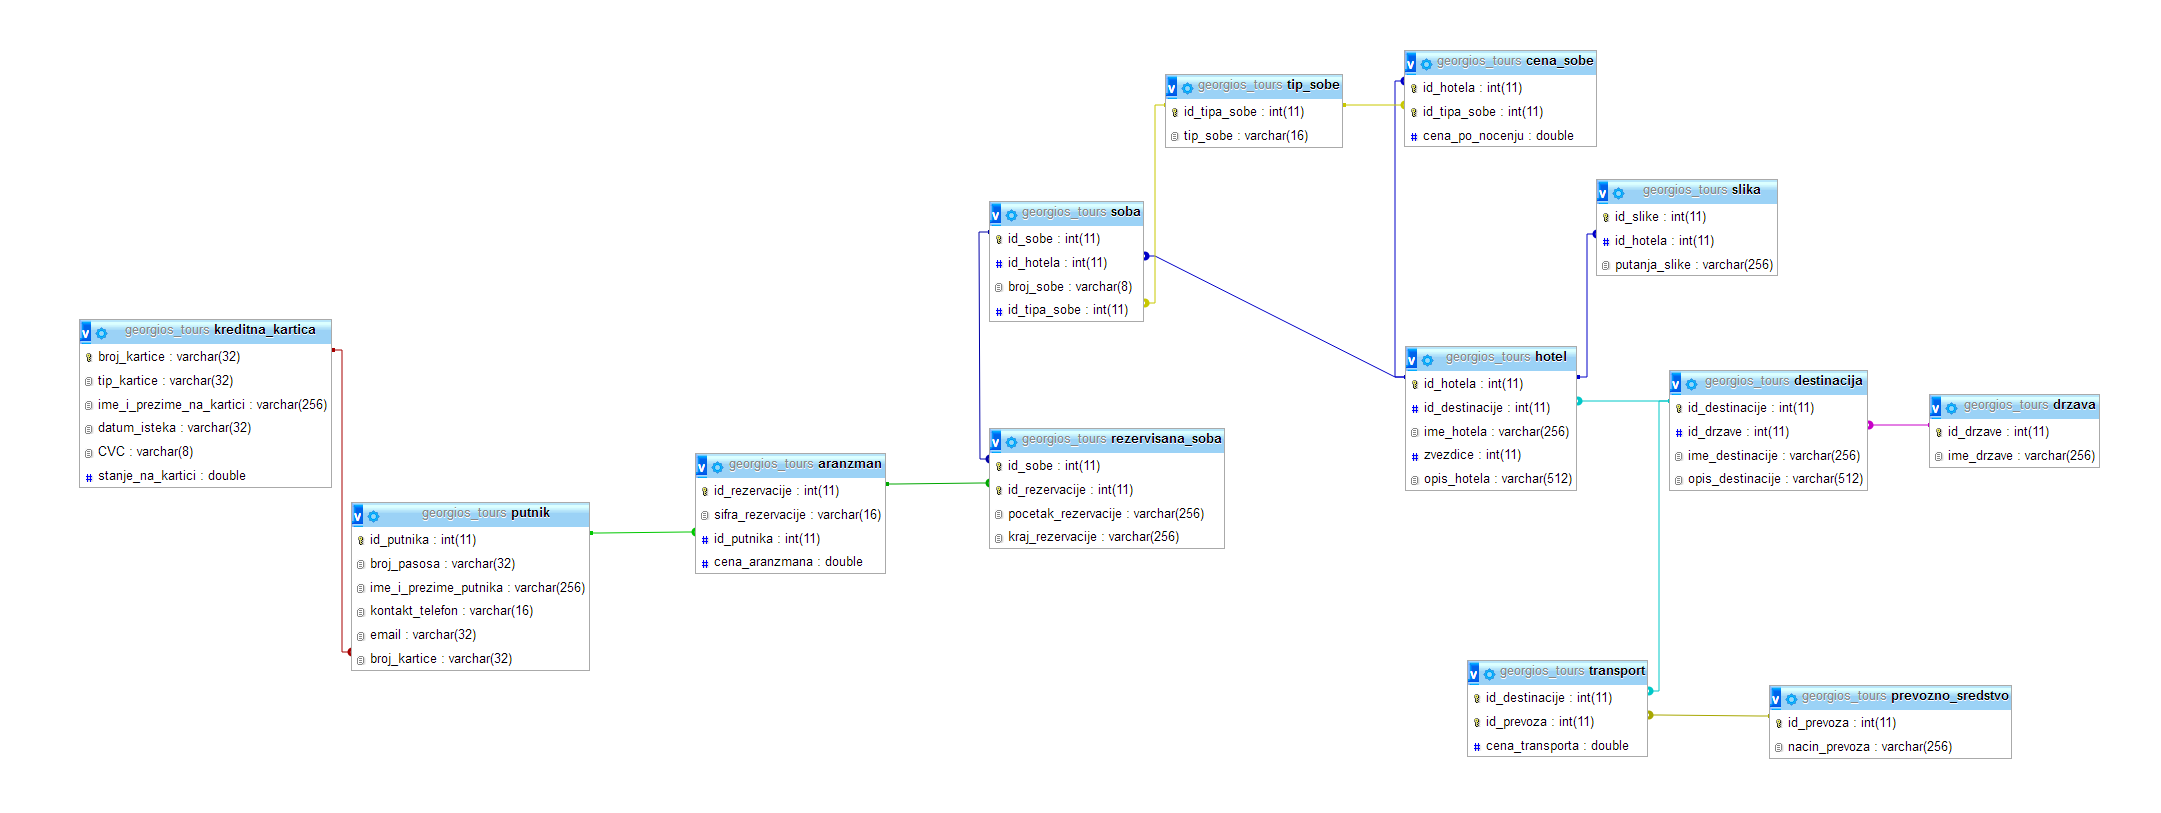 georgios_tours cena_sobe
id_hotela : int(11)
id_tipa_sobe : int(11)
cena_po_nocenju : double
georgios_tours tip_sobe
id_tipa_sobe : int(11)
tip_sobe : varchar(16)
georgios_tours slika
id_slike : int(11)
id_hotela : int(11)
putanja_slike : varchar(256)
georgios_tours soba
id_sobe : int(11)
id_hotela : int(11)
broj_sobe : varchar(8)
id_tipa_sobe : int(11)
georgios_tours kreditna_kartica
broj_kartice : varchar(32)
tip_kartice : varchar(32)
ime_i_prezime_na_kartici : varchar(256)
datum_isteka : varchar(32)
CVC : varchar(8)
stanje_na_kartici : double
georgios_tours hotel
id_hotela : int(11)
id_destinacije : int(11)
ime_hotela : varchar(256)
zvezdice : int(11)
opis_hotela : varchar(512)
georgios_tours destinacija
id_destinacije : int(11)
id_drzave : int(11)
ime_destinacije : varchar(256)
opis_destinacije : varchar(512)
georgios_tours drzava
id_drzave : int(11)
ime_drzave : varchar(256)
georgios_tours rezervisana_soba
id_sobe : int(11)
id_rezervacije : int(11)
pocetak_rezervacije : varchar(256)
kraj_rezervacije : varchar(256)
georgios_tours aranzman
id_rezervacije : int(11)
sifra_rezervacije : varchar(16)
id_putnika : int(11)
cena_aranzmana : double
georgios_tours putnik
id_putnika : int(11)
broj_pasosa : varchar(32)
ime_i_prezime_putnika : varchar(256)
kontakt_telefon : varchar(16)
email : varchar(32)
broj_kartice : varchar(32)
georgios_tours transport
id_destinacije : int(11)
id_prevoza : int(11)
cena_transporta : double
georgios_tours prevozno_sredstvo
id_prevoza : int(11)
nacin_prevoza : varchar(256)